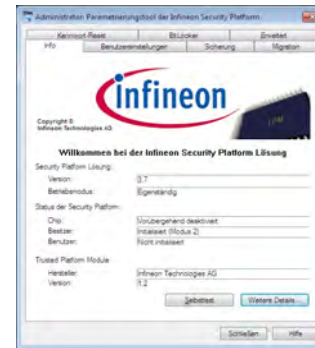 Administration: Parametrierungstool der Infineon Security Platform
Kennwort-Reset
BitLocker
Erweitert
Info
Benutzereinstellungen
Sicherung
Migration
infineon
TPM
Copyright ©
Infineon Technologies AG
Willkommen bei der Infineon Security Platform Lösung
Security Platform Lösung:
Version: 3.7
Betriebsmodus: Eigenständig
Status der Security Platform:
Chip: Vorübergehend deaktiviert
Besitzer: Initialisiert (Modus 2)
Benutzer: Nicht initialisiert
Trusted Platform Module
Hersteller: Infineon Technologies AG
Version: 1.2
Selbsttest
Weitere Details...
Schließen
Hilfe